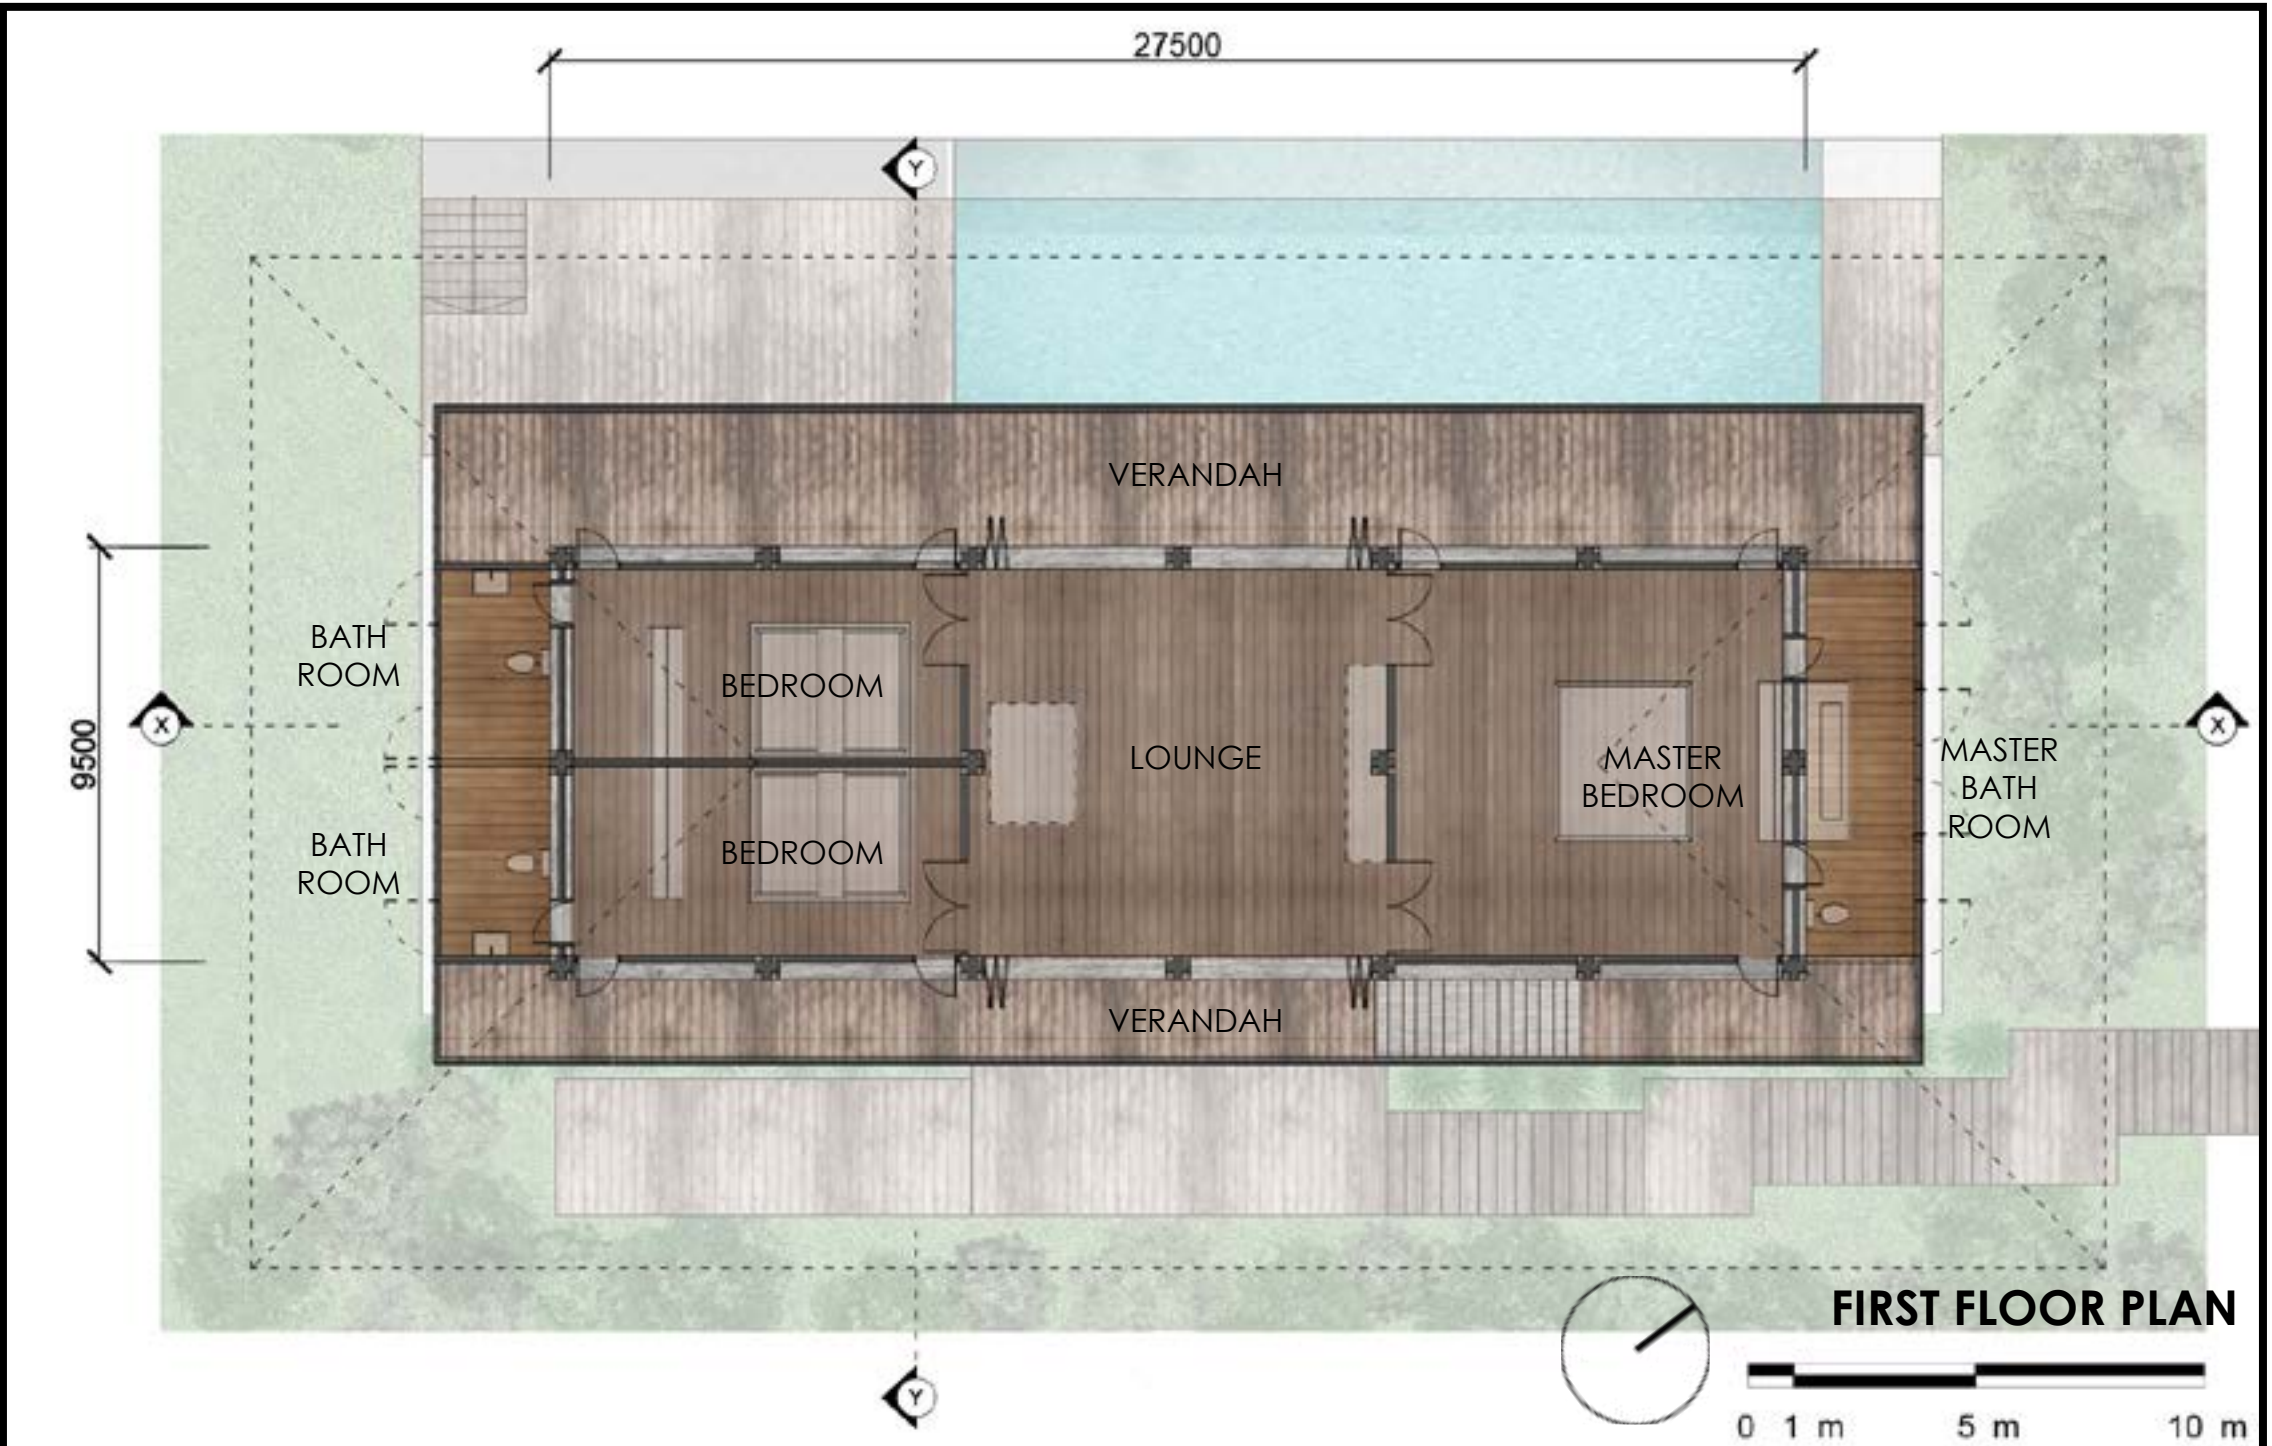 27500
Y
VERANDAH
BATH
ROOM
BEDROOM
X
X
9500
LOUNGE
MASTER
BEDROOM
MASTER
BATH
ROOM
BATH
ROOM
BEDROOM
VERANDAH
FIRST FLOOR PLAN
Y
0 1 m 5 m 10 m